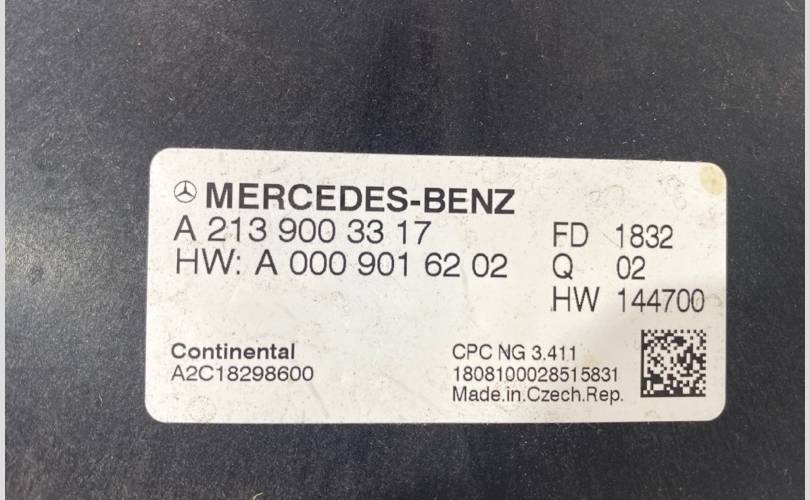 MERCEDES-BENZ
A 213 900 33 17
HW: A 000 901 62 02
FD 1832
Q 02
HW 144700
Continental
A2C18298600
CPC NG 3.411
1808100028515831
Made.in.Czech.Rep.